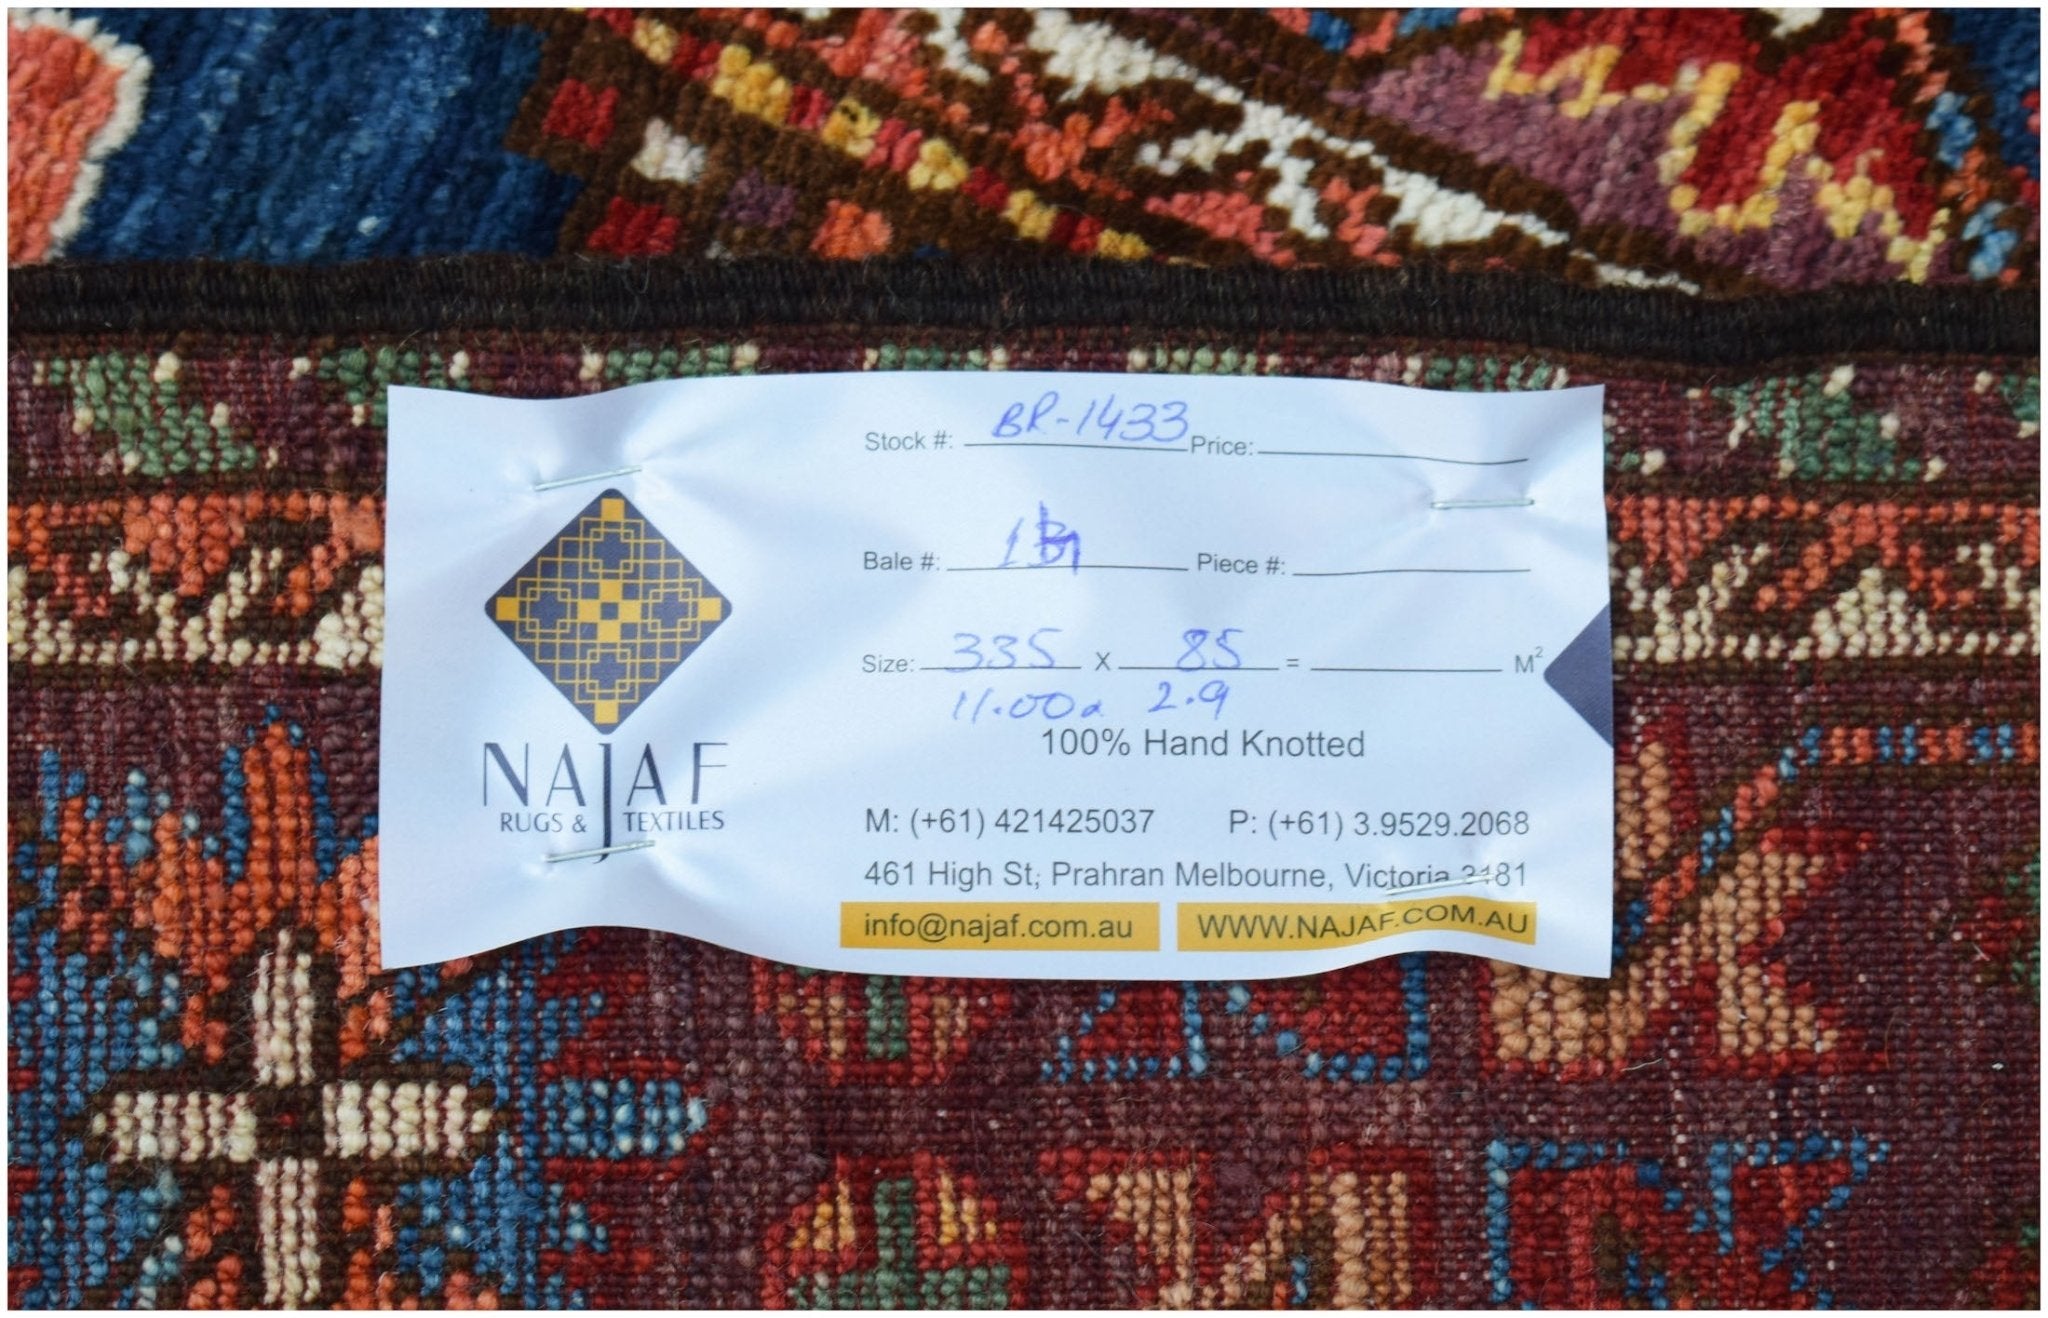 Stock #: BR-1433 Price:
Bale #: Piece #:
Size: 335 X 85 = M²
11.00 x 2.9
100% Hand Knotted
NAJAF
RUGS & TEXTILES
M: (+61) 421425037 P: (+61) 3.9529.2068
461 High St, Prahran Melbourne, Victoria 3181
info@najaf.com.au WWW.NAJAF.COM.AU